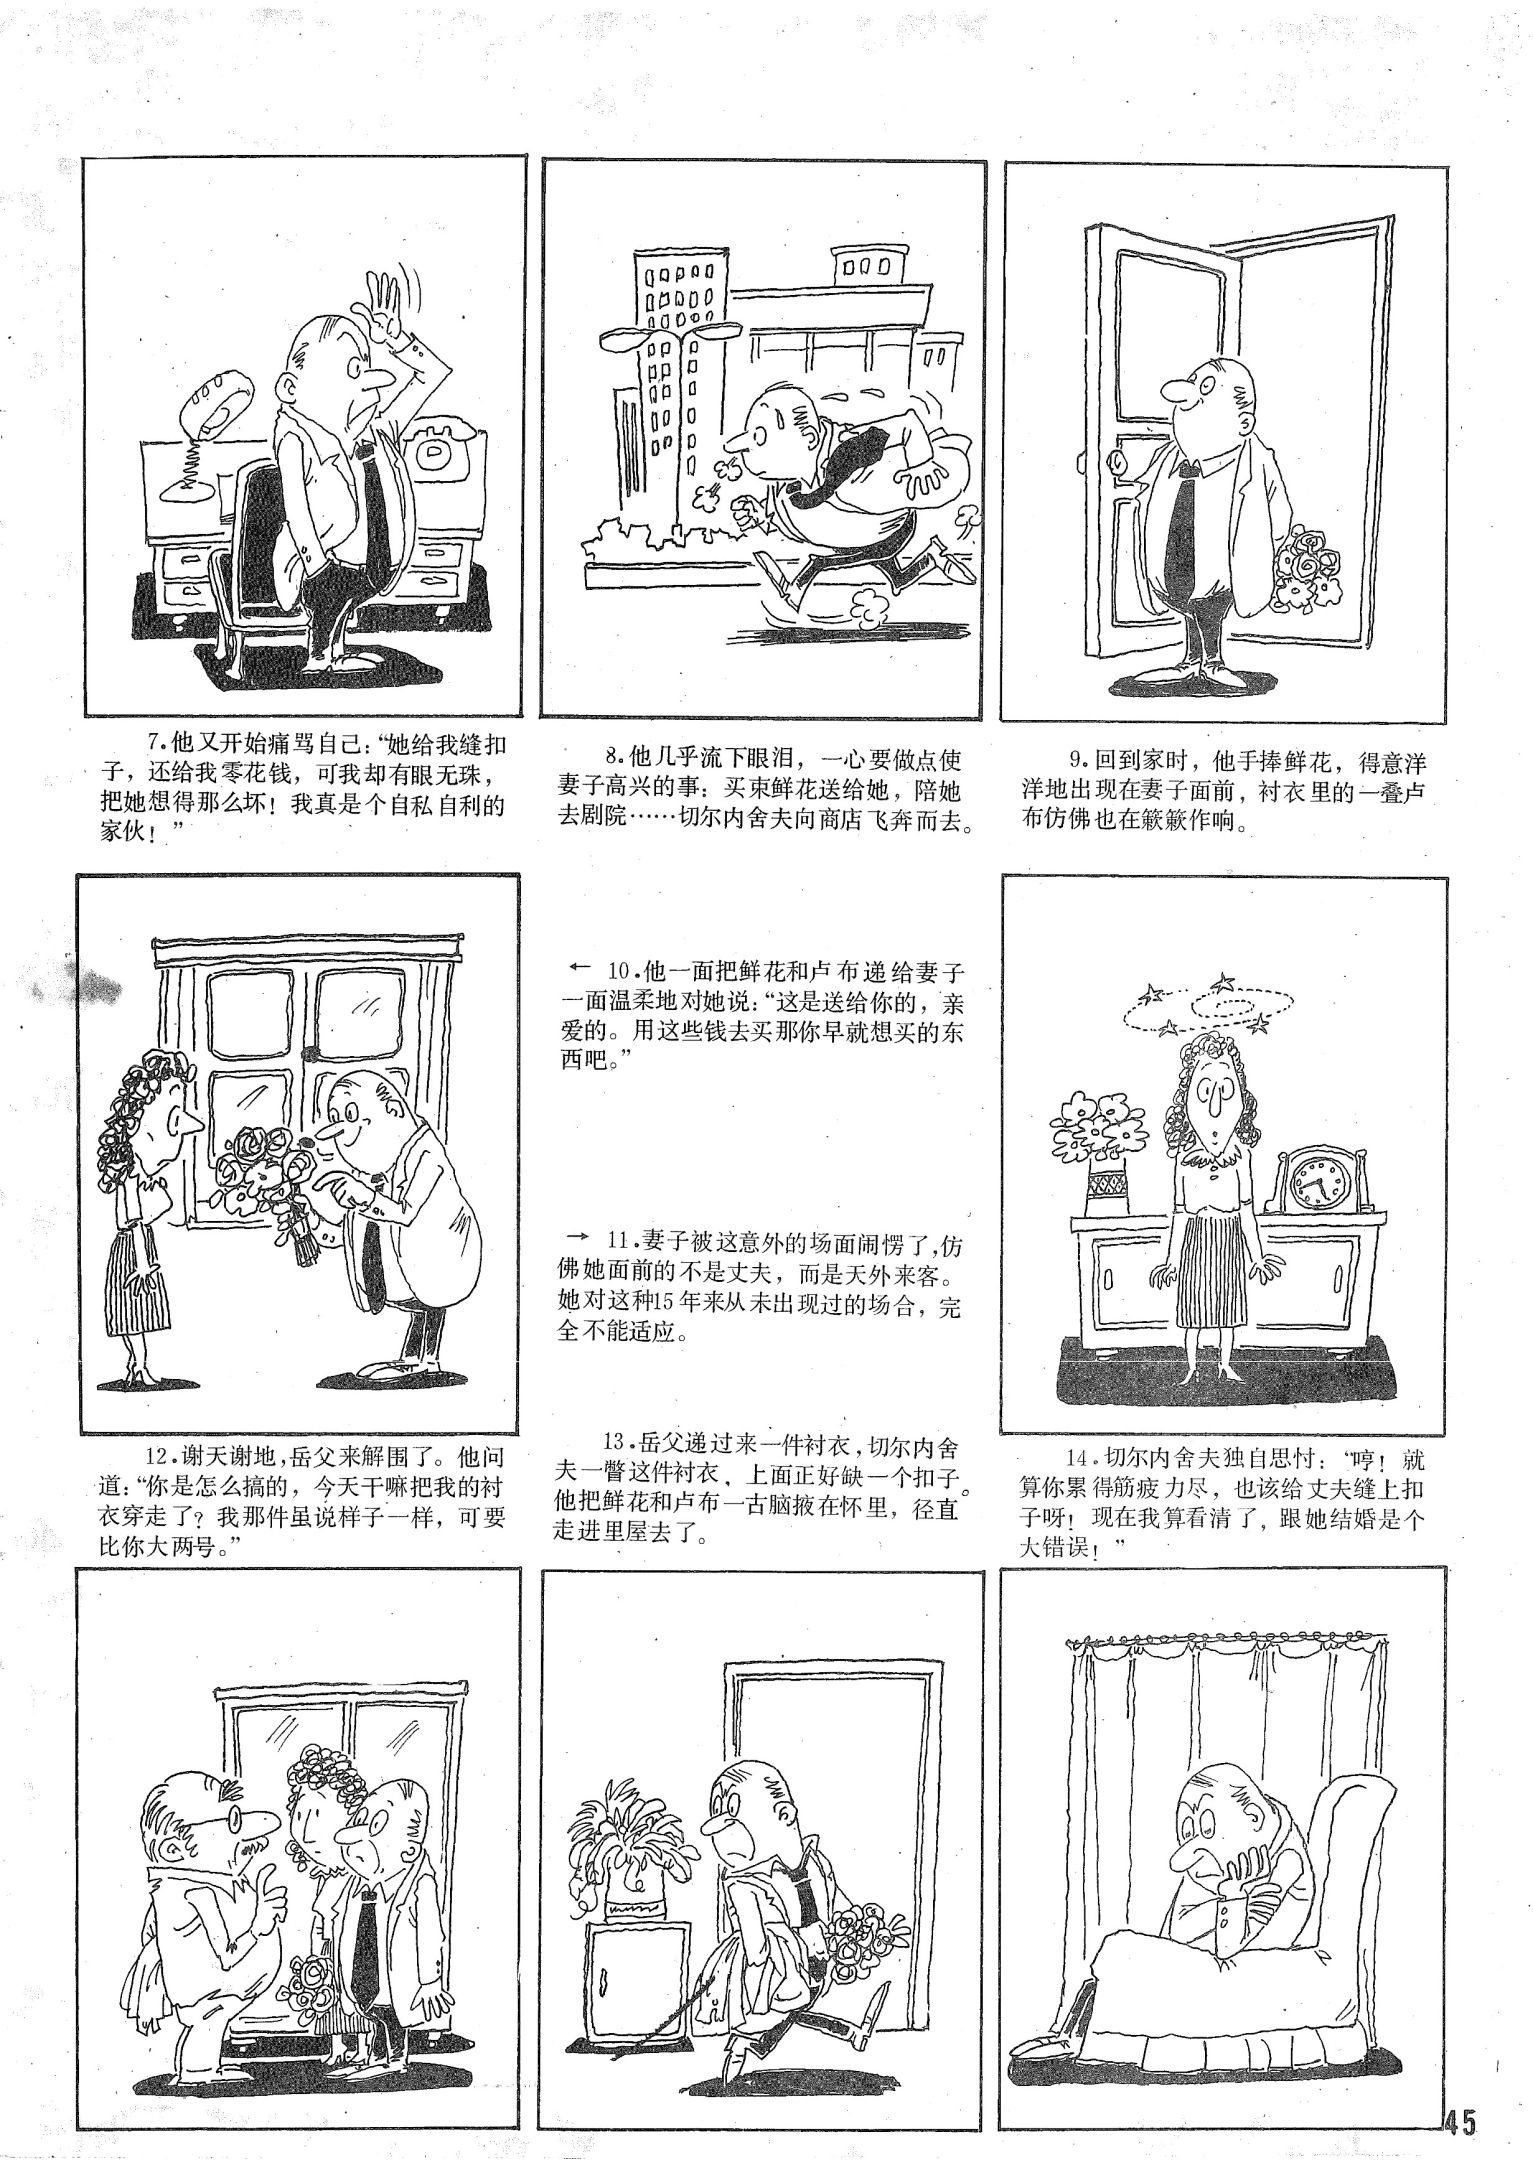 7.他又开始痛骂自己：“她给我缝扣
子，还给我零花钱，可我却有眼无珠，
把她想得那么坏！我真是个自私自利的
家伙！”
8.他几乎流下眼泪，一心要做点使
妻子高兴的事：买束鲜花送给她，陪她
去剧院……切尔内舍夫向商店飞奔而去。
9.回到家时，他手捧鲜花，得意洋
洋地出现在妻子面前，衬衣里的一叠卢
布仿佛也在簌簌作响。
← 10.他一面把鲜花和卢布递给妻子
一面温柔地对她说：“这是送给你的，亲
爱的。用这些钱去买那你早就想买的东
西吧。”
→ 11.妻子被这意外的场面闹愣了，仿
佛她面前的不是丈夫，而是天外来客。
她对这种15年来从未出现过的场合，完
全不能适应。
12.谢天谢地，岳父来解围了。他问
道：“你是怎么搞的，今天干嘛把我的衬
衣穿走了？我那件虽说样子一样，可要
比你大两号。”
13.岳父递过来一件衬衣，切尔内舍
夫一瞥这件衬衣，上面正好缺一个扣子。
他把鲜花和卢布一古脑掖在怀里，径直
走进里屋去了。
14.切尔内舍夫独自思忖：“哼！就
算你累得筋疲力尽，也该给丈夫缝上扣
子呀！现在我算看清了，跟她结婚是个
大错误！”
45